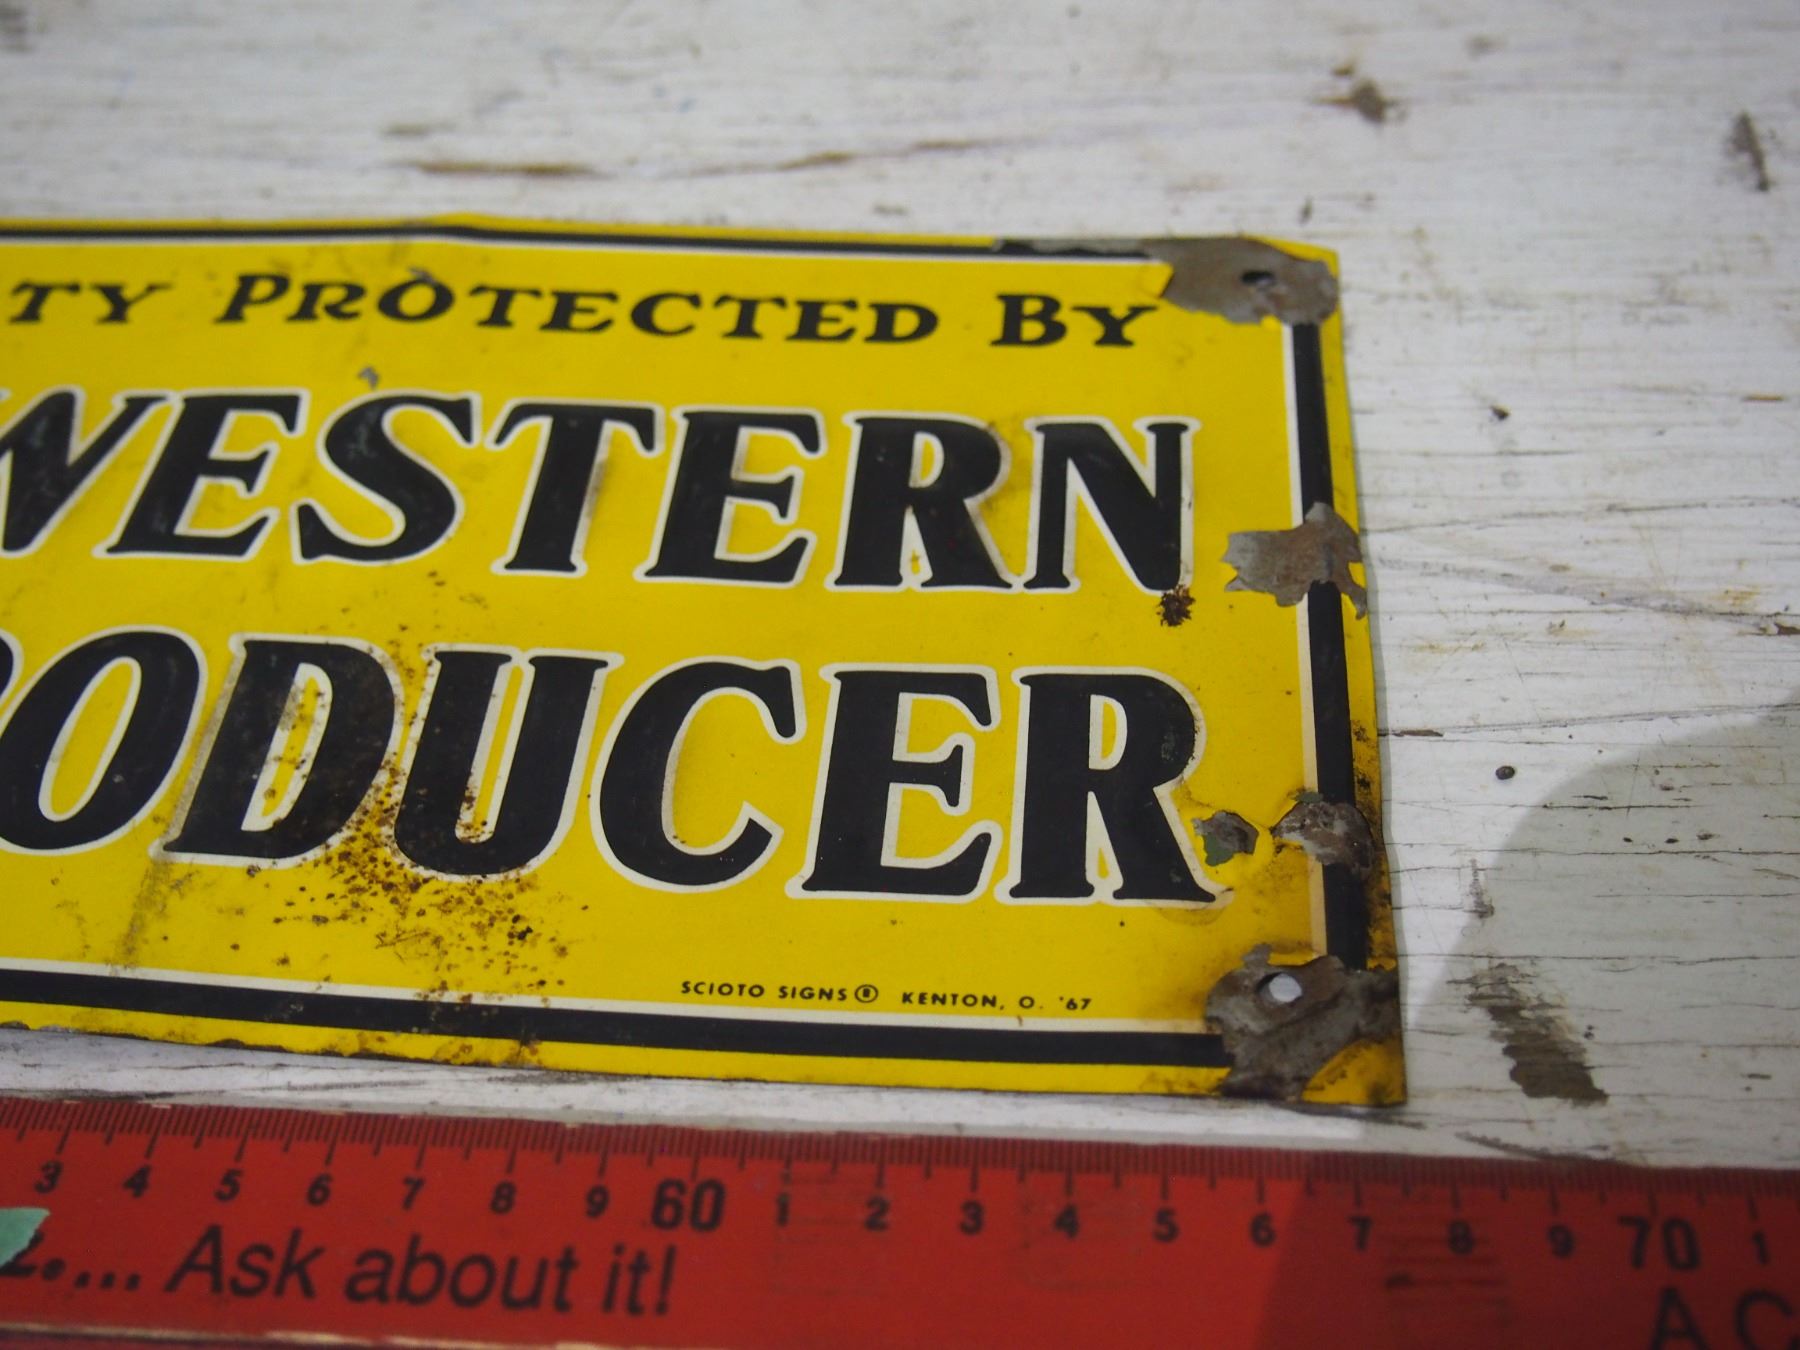 TY PROTECTED BY
WESTERN
ODUCER
SCIOTO SIGNS ® KENTON, O. '67
3 4 5 6 7 8 9 60 1 2 3 4 5 6 7 8 9 70 1
2.... Ask about it!
A C